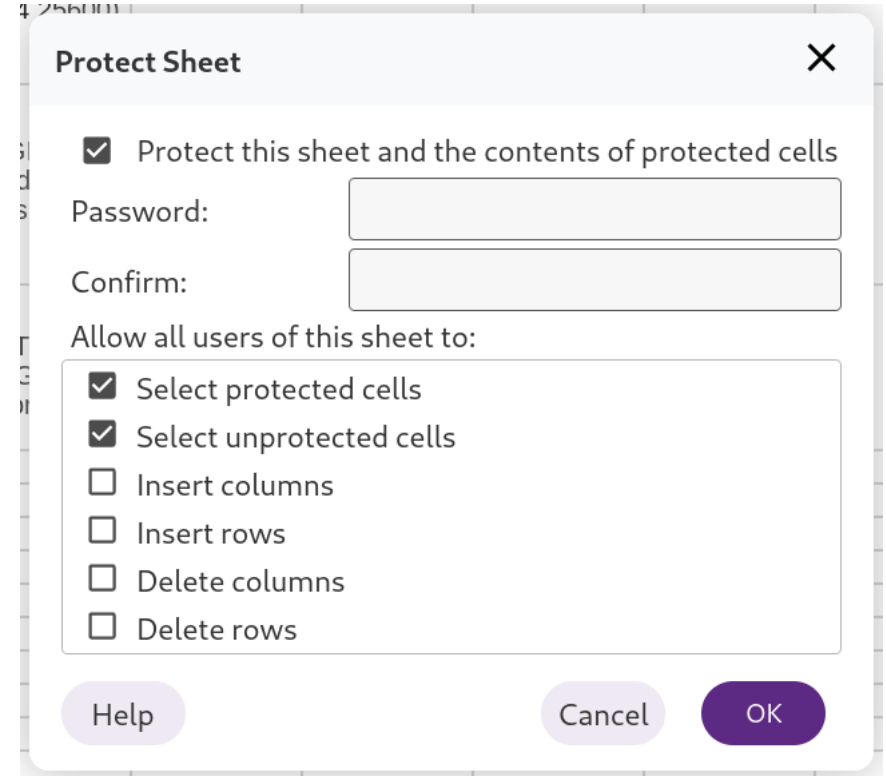 Protect Sheet
Protect this sheet and the contents of protected cells
Password:
Confirm:
Allow all users of this sheet to:
Select protected cells
Select unprotected cells
Insert columns
Insert rows
Delete columns
Delete rows
Help
Cancel
OK